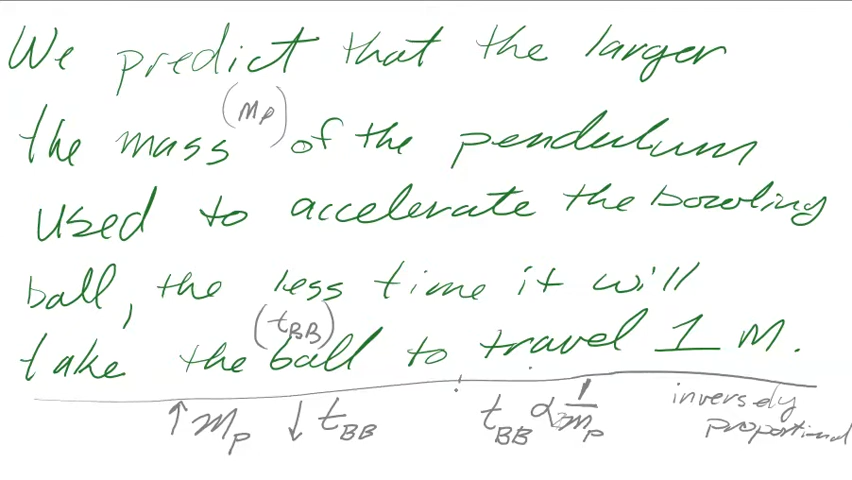 We predict that the larger
(mp)
the mass of the pendulum
used to accelerate the bowling
ball, the less time it will
(tBB)
take the ball to travel 1 m.
↑ mp ↓ tBB tBB ∝ 1/mp inversely
proportional